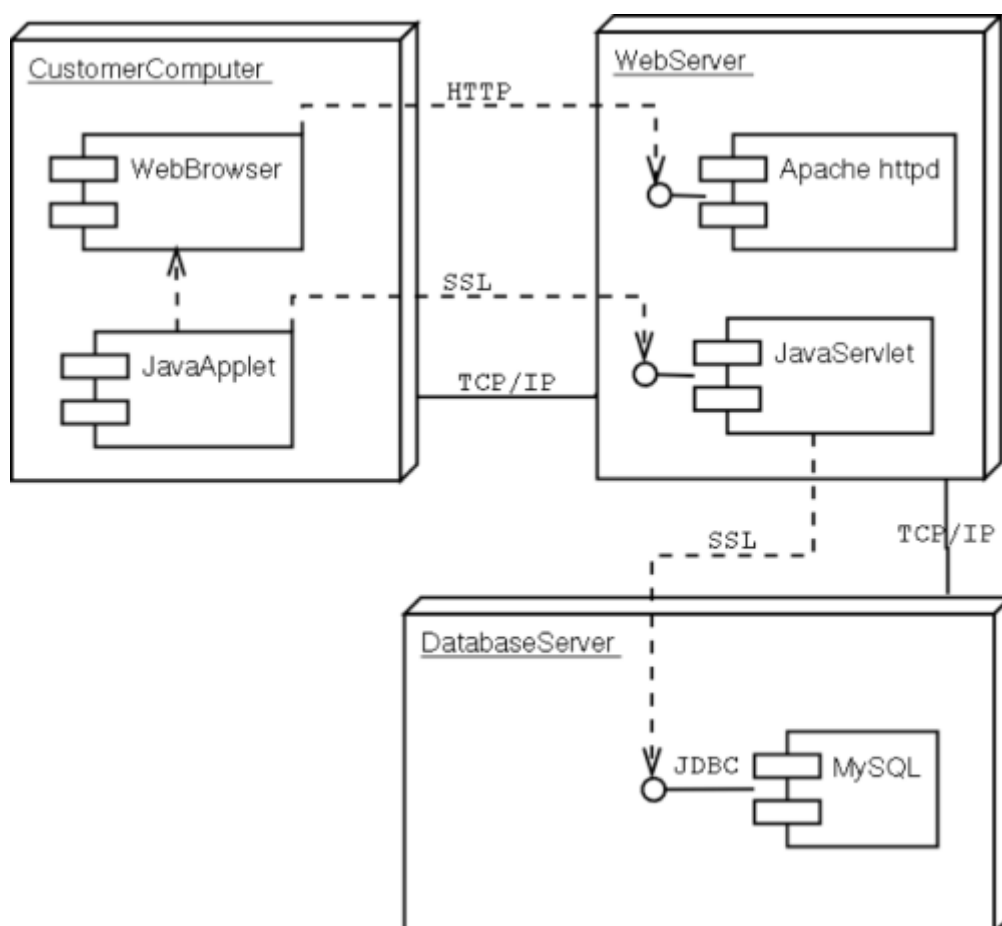 CustomerComputer
WebServer
HTTP
WebBrowser
Apache httpd
SSL
JavaApplet
JavaServlet
TCP/IP
SSL
TCP/IP
DatabaseServer
JDBC
MySQL